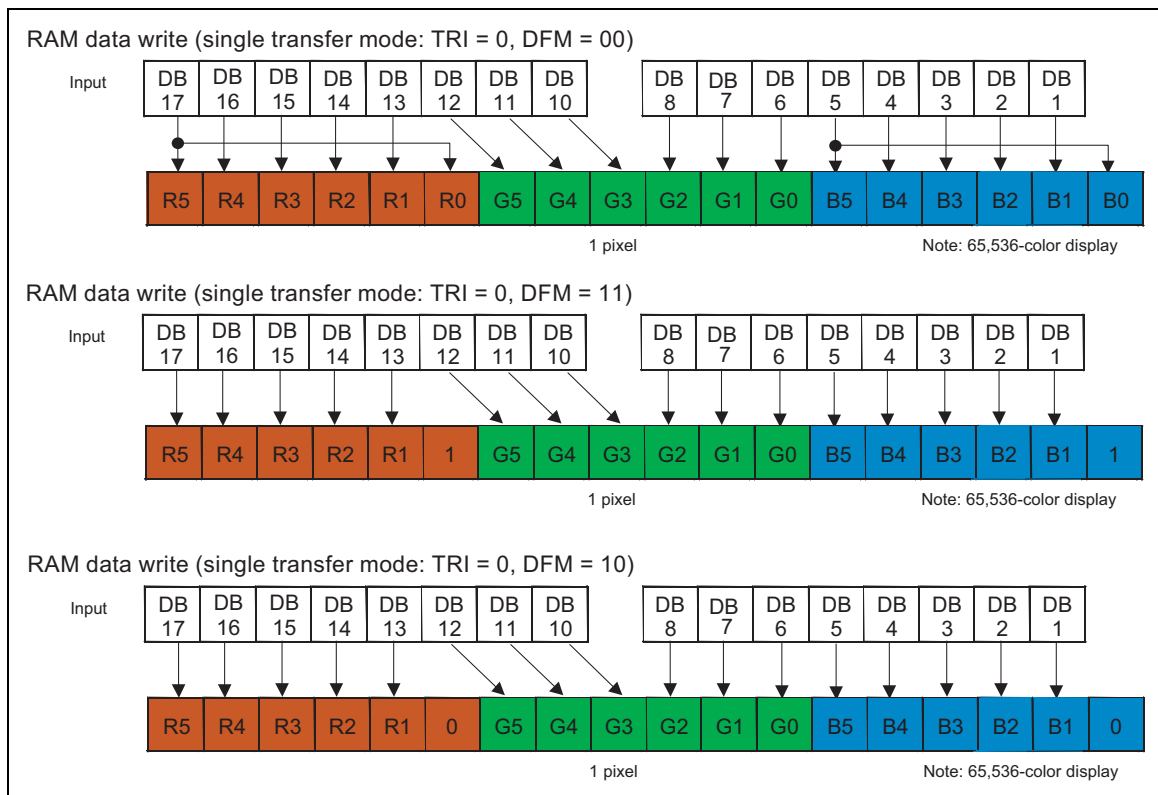 RAM data write (single transfer mode: TRI = 0, DFM = 00)
Input DB DB DB DB DB DB DB DB DB DB DB DB DB DB DB DB
17 16 15 14 13 12 11 10 8 7 6 5 4 3 2 1
R5 R4 R3 R2 R1 R0 G5 G4 G3 G2 G1 G0 B5 B4 B3 B2 B1 B0
1 pixel Note: 65,536-color display
RAM data write (single transfer mode: TRI = 0, DFM = 11)
Input DB DB DB DB DB DB DB DB DB DB DB DB DB DB DB DB
17 16 15 14 13 12 11 10 8 7 6 5 4 3 2 1
R5 R4 R3 R2 R1 1 G5 G4 G3 G2 G1 G0 B5 B4 B3 B2 B1 1
1 pixel Note: 65,536-color display
RAM data write (single transfer mode: TRI = 0, DFM = 10)
Input DB DB DB DB DB DB DB DB DB DB DB DB DB DB DB DB
17 16 15 14 13 12 11 10 8 7 6 5 4 3 2 1
R5 R4 R3 R2 R1 0 G5 G4 G3 G2 G1 G0 B5 B4 B3 B2 B1 0
1 pixel Note: 65,536-color display